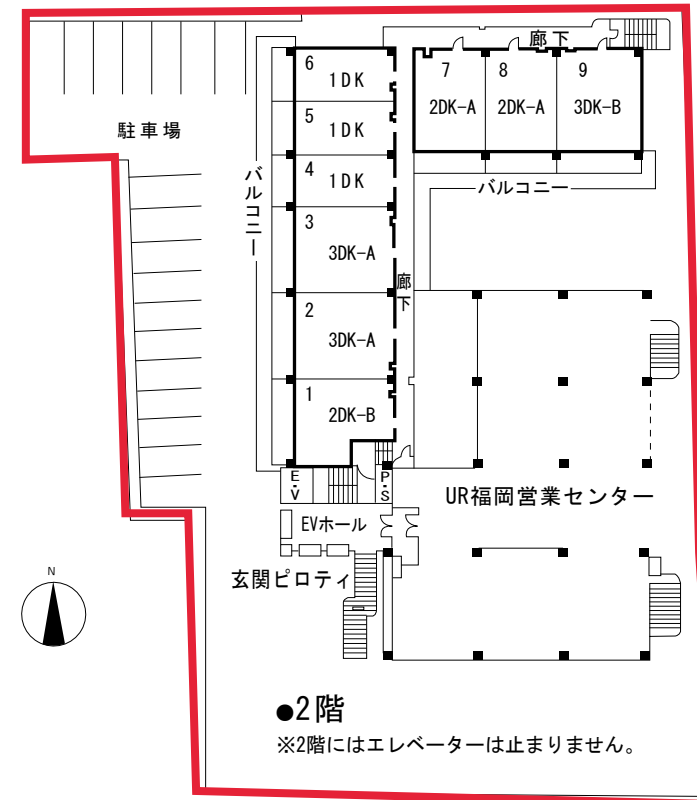 廊下
7
8
9
2DK-A
2DK-A
3DK-B
6
1DK
5
1DK
4
1DK
3
3DK-A
2
3DK-A
1
2DK-B
駐車場
バルコニー
バルコニー
廊下
E・V
P・S
UR福岡営業センター
EVホール
玄関ピロティ
N
●2階
※2階にはエレベーターは止まりません。